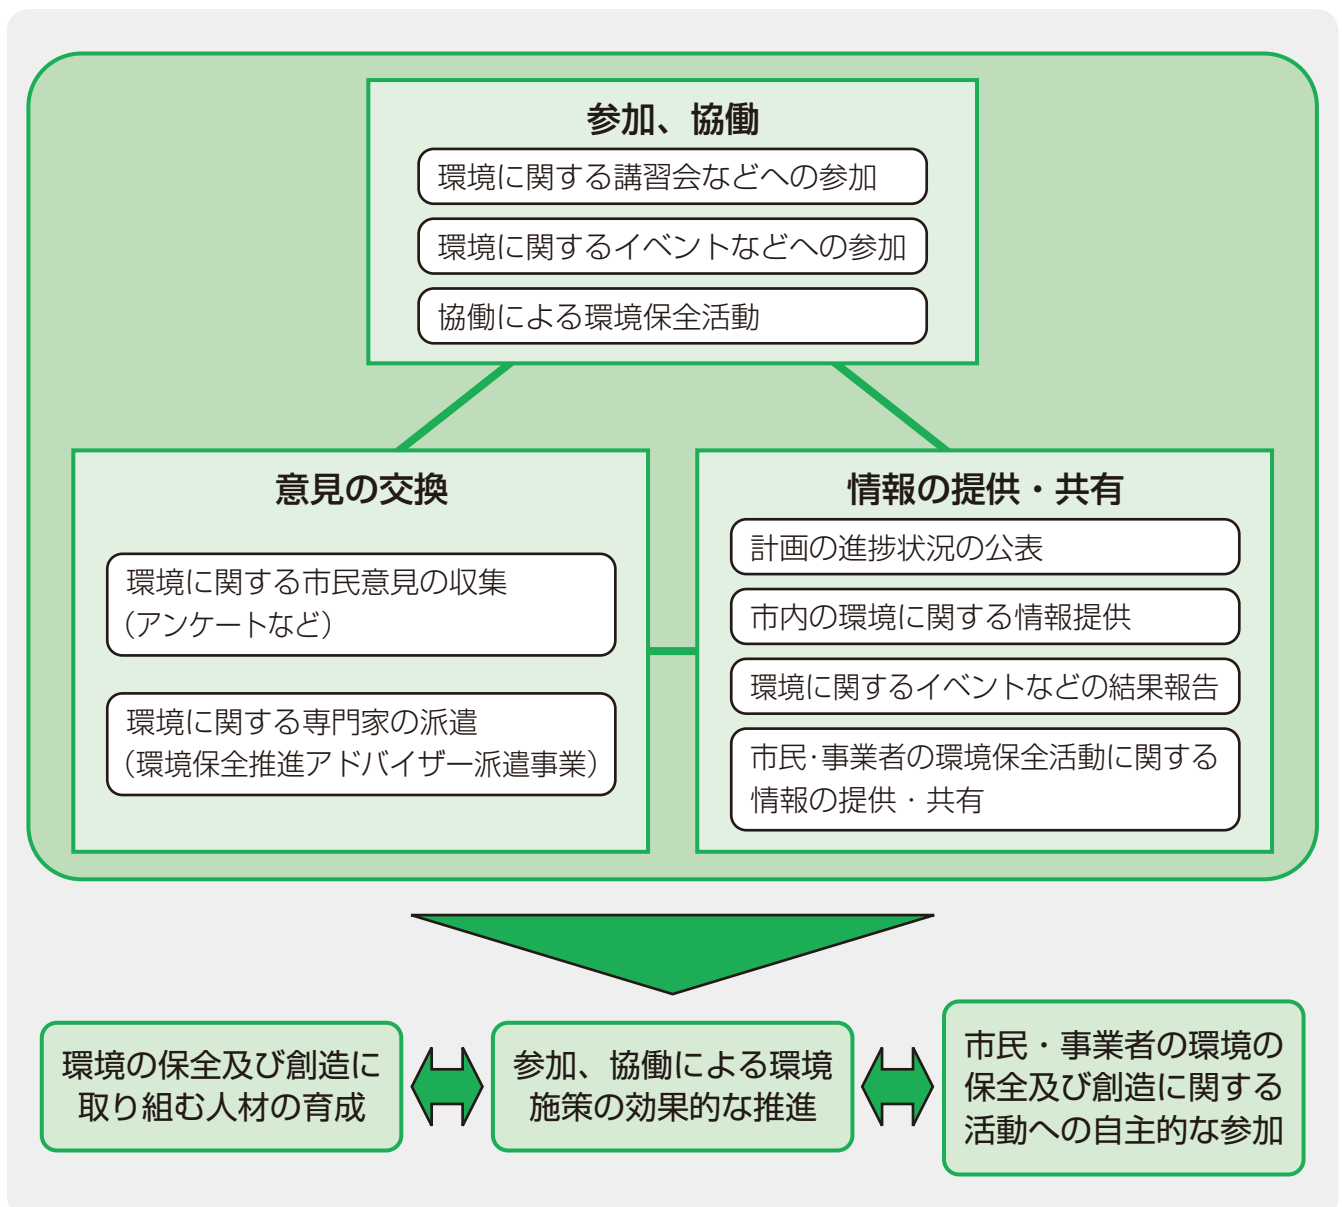 参加、協働
環境に関する講習会などへの参加
環境に関するイベントなどへの参加
協働による環境保全活動
意見の交換
環境に関する市民意見の収集
（アンケートなど）
環境に関する専門家の派遣
（環境保全推進アドバイザー派遣事業）
情報の提供・共有
計画の進捗状況の公表
市内の環境に関する情報提供
環境に関するイベントなどの結果報告
市民・事業者の環境保全活動に関する
情報の提供・共有
環境の保全及び創造に
取り組む人材の育成
参加、協働による環境
施策の効果的な推進
市民・事業者の環境の
保全及び創造に関する
活動への自主的な参加